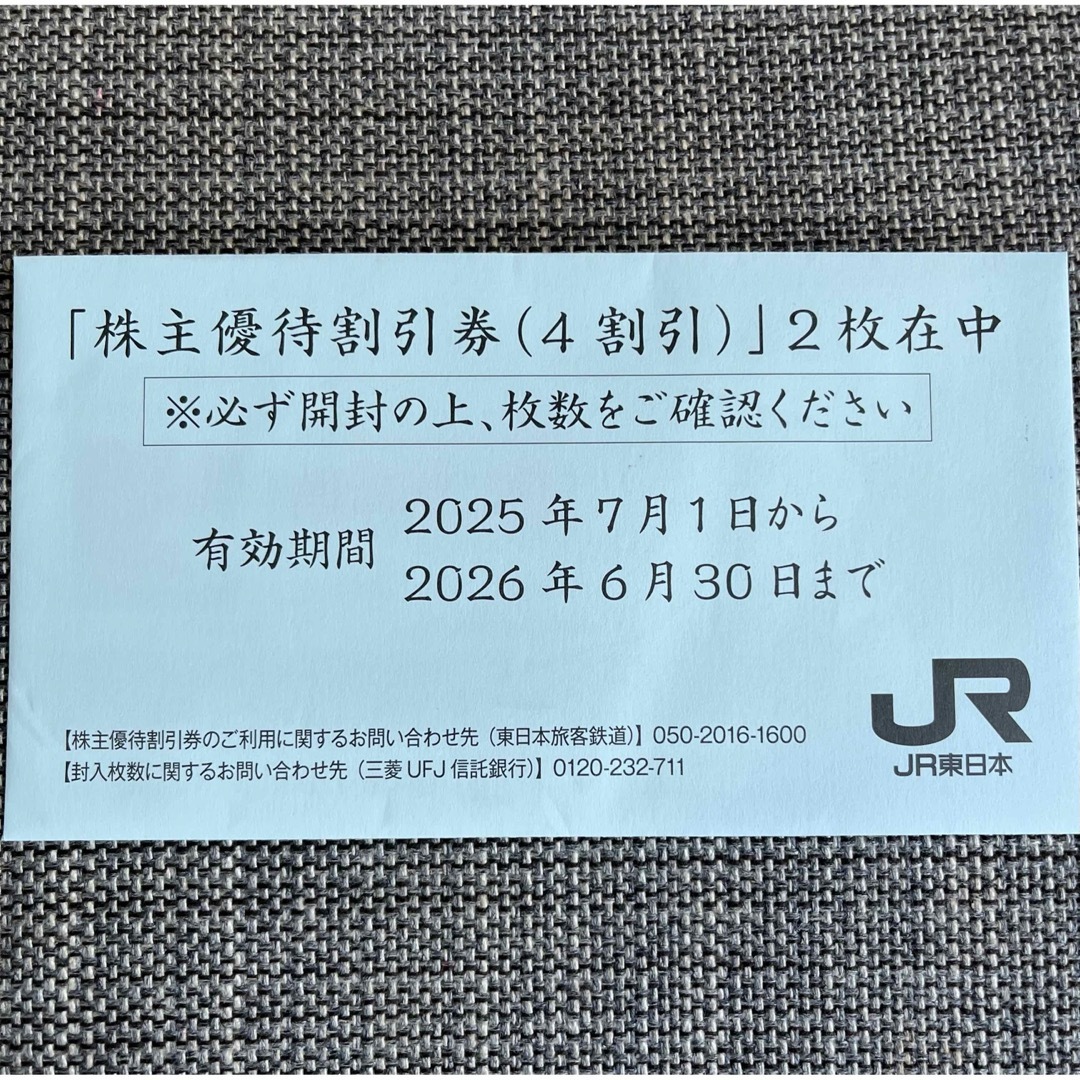 「株主優待割引券(4割引)」2枚在中
※必ず開封の上、枚数をご確認ください
有効期間
2025年7月1日から
2026年6月30日まで
【株主優待割引券のご利用に関するお問い合わせ先（東日本旅客鉄道）】050-2016-1600
【封入枚数に関するお問い合わせ先（三菱UFJ信託銀行）】0120-232-711
JR
JR東日本